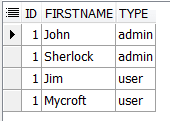 ID FIRSTNAME TYPE
1 John admin
1 Sherlock admin
1 Jim user
1 Mycroft user